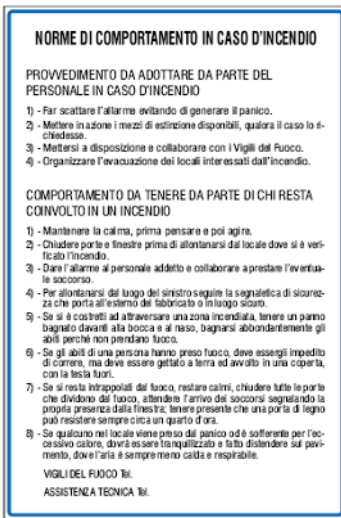 NORME DI COMPORTAMENTO IN CASO D'INCENDIO
PROVVEDIMENTO DA ADOTTARE DA PARTE DEL
PERSONALE IN CASO D'INCENDIO
1) - Far scattare l'allarme evitando di generare il panico.
2) - Mettere in azione i mezzi di estinzione disponibili, qualora il caso lo ri-
chiedesse.
3) - Mettersi a disposizione e collaborare con i Vigili del Fuoco.
4) - Organizzare l'evacuazione dei locali interessati dall'incendio.
COMPORTAMENTO DA TENERE DA PARTE DI CHI RESTA
COINVOLTO IN UN INCENDIO
1) - Mantenere la calma, prima pensare e poi agire.
2) - Chiudere porte e finestre prima di allontanarsi dal locale dove si è veri-
ficato l'incendio.
3) - Dare l'allarme al personale addetto e collaborare a prestare l'eventua-
le soccorso.
4) - Per allontanarsi dal luogo del sinistro seguire la segnaletica di sicurez-
za che porta all'esterno del fabbricato o in luogo sicuro.
5) - Se si è costretti ad attraversare una zona incendiata, tenere un panno
bagnato davanti alla bocca e al naso, bagnarsi abbondantemente gli
abiti perché non prendano fuoco.
6) - Se gli abiti di una persona hanno preso fuoco, deve essergli impedito
di correre, ma deve essere gettato a terra ed avvolto in una coperta,
con la testa fuori.
7) - Se si resta intrappolati dal fuoco, restare calmi, chiudere tutte le porte
che dividono dal fuoco, attendere l'arrivo dei soccorsi segnalando la
propria presenza dalla finestra; tenere presente che una porta di legno
può resistere sempre circa un quarto d'ora.
8) - Se qualcuno nel locale viene preso dal panico od è sofferente per l'ec-
cessivo calore, dovrà essere tranquillizzato e fatto distendere sul pavi-
mento, dove l'aria è sempre meno calda e respirabile.
VIGILI DEL FUOCO Tel.
ASSISTENZA TECNICA Tel.